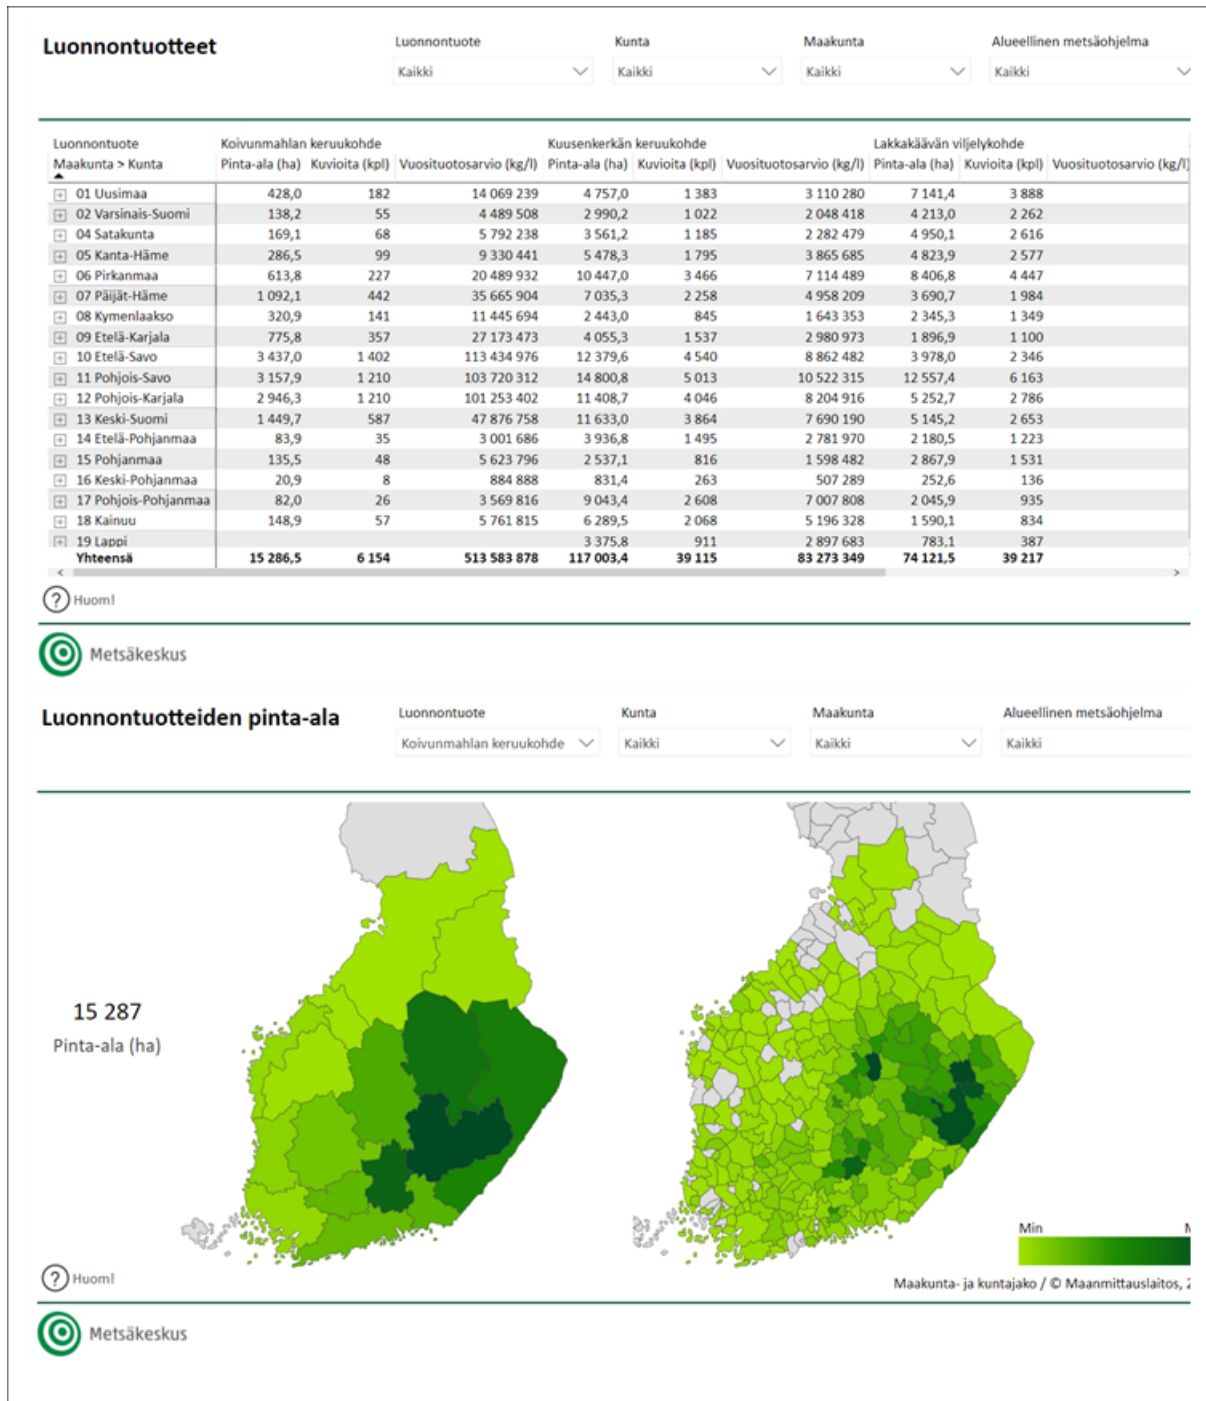 Luonnontuotteet
Luonnontuote Kunta Maakunta Alueellinen metsäohjelma
Kaikki Kaikki Kaikki Kaikki
Luonnontuote Koivunmahlan keruukohde Kuusenkerkän keruukohde Lakkakäävän viljelykohde
Maakunta > Kunta Pinta-ala (ha) Kuvioita (kpl) Vuosituotosarvio (kg/l) Pinta-ala (ha) Kuvioita (kpl) Vuosituotosarvio (kg/l) Pinta-ala (ha) Kuvioita (kpl) Vuosituotosarvio (kg/l)
01 Uusimaa 428,0 182 14 069 239 4 757,0 1 383 3 110 280 7 141,4 3 888
02 Varsinais-Suomi 138,2 55 4 489 508 2 990,2 1 022 2 048 418 4 213,0 2 262
04 Satakunta 169,1 68 5 792 238 3 561,2 1 185 2 282 479 4 950,1 2 616
05 Kanta-Häme 286,5 99 9 330 441 5 478,3 1 795 3 865 685 4 823,9 2 577
06 Pirkanmaa 613,8 227 20 489 932 10 447,0 3 466 7 114 489 8 406,8 4 447
07 Päijät-Häme 1 092,1 442 35 665 904 7 035,3 2 258 4 958 209 3 690,7 1 984
08 Kymenlaakso 320,9 141 11 445 694 2 443,0 845 1 643 353 2 345,3 1 349
09 Etelä-Karjala 775,8 357 27 173 473 4 055,3 1 537 2 980 973 1 896,9 1 100
10 Etelä-Savo 3 437,0 1 402 113 434 976 12 379,6 4 540 8 862 482 3 978,0 2 346
11 Pohjois-Savo 3 157,9 1 210 103 720 312 14 800,8 5 013 10 522 315 12 557,4 6 163
12 Pohjois-Karjala 2 946,3 1 210 101 253 402 11 408,7 4 046 8 204 916 5 252,7 2 786
13 Keski-Suomi 1 449,7 587 47 876 758 11 633,0 3 864 7 690 190 5 145,2 2 653
14 Etelä-Pohjanmaa 83,9 35 3 001 686 3 936,8 1 495 2 781 970 2 180,5 1 223
15 Pohjanmaa 135,5 48 5 623 796 2 537,1 816 1 598 482 2 867,9 1 531
16 Keski-Pohjanmaa 20,9 8 884 888 831,4 263 507 289 252,6 136
17 Pohjois-Pohjanmaa 82,0 26 3 569 816 9 043,4 2 608 7 007 808 2 045,9 935
18 Kainuu 148,9 57 5 761 815 6 289,5 2 068 5 196 328 1 590,1 834
19 Lappi 3 375,8 911 2 897 683 783,1 387
Yhteensä 15 286,5 6 154 513 583 878 117 003,4 39 115 83 273 349 74 121,5 39 217
? Huom!
Metsäkeskus
Luonnontuotteiden pinta-ala
Luonnontuote Kunta Maakunta Alueellinen metsäohjelma
Koivunmahlan keruukohde Kaikki Kaikki Kaikki
15 287
Pinta-ala (ha)
Min
? Huom!
Maakunta- ja kuntajako / © Maanmittauslaitos,
Metsäkeskus